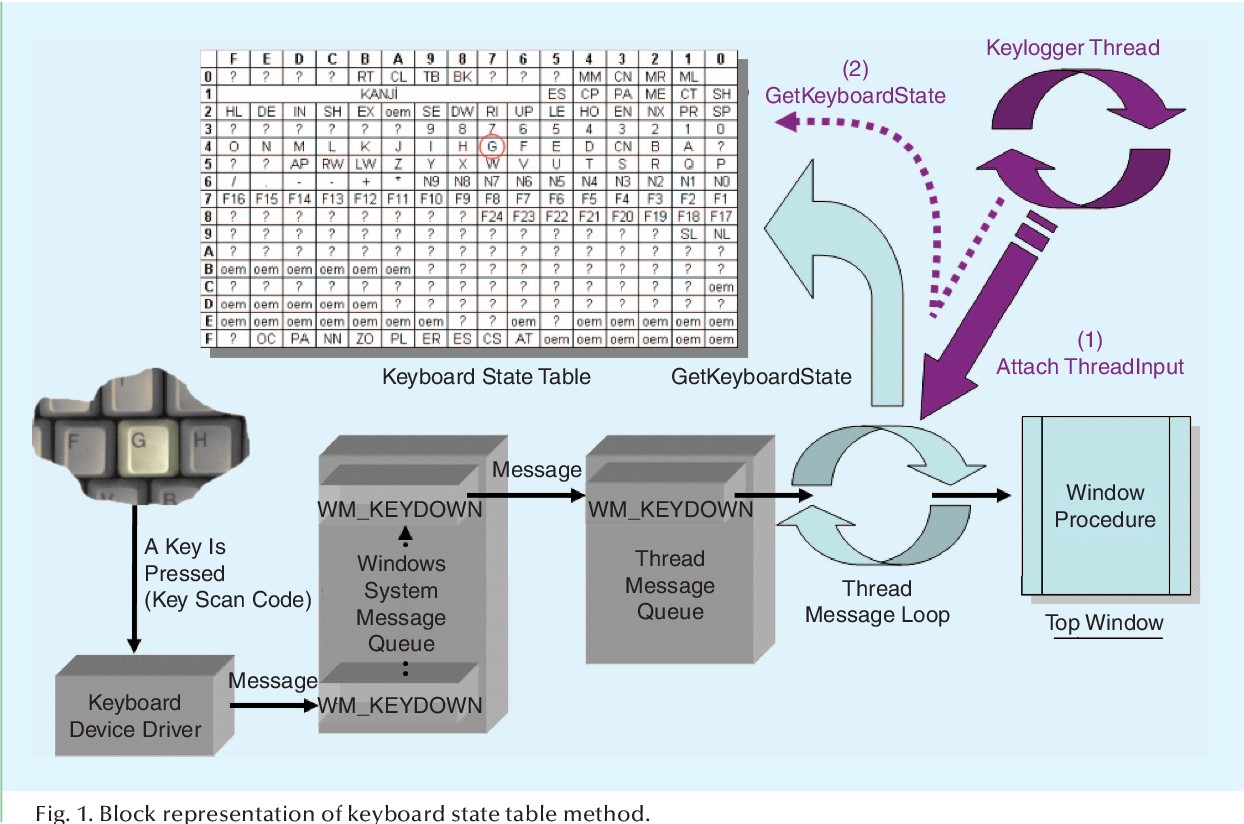 Keylogger Thread
(2)
GetKeyboardState
F E D C B A 9 8 7 6 5 4 3 2 1 0
0 ? ? ? ? RT CL TB BK ? ? ? MM CN MR ML
1 KANJİ ES CP PA ME CT SH
2 HL DE IN SH EX oem SE DW RI UP LE HO EN NX PR SP
3 ? ? ? ? ? ? 9 8 7 6 5 4 3 2 1 0
4 O N M L K J I H G F E D CN B A ?
5 ? ? AP RW LW Z Y X W V U T S R Q P
6 / . - - + * N9 N8 N7 N6 N5 N4 N3 N2 N1 N0
7 F16 F15 F14 F13 F12 F11 F10 F9 F8 F7 F6 F5 F4 F3 F2 F1
8 ? ? ? ? ? ? ? ? F24 F23 F22 F21 F20 F19 F18 F17
9 ? ? ? ? ? ? ? ? ? ? ? ? ? ? SL NL
A ? ? ? ? ? ? ? ? ? ? ? ? ? ? ? ?
B oem oem oem oem oem oem ? ? ? ? ? ? ? ? ? ?
C ? ? ? ? ? ? ? ? ? ? ? ? ? ? ? oem
D oem oem oem oem oem ? ? ? ? ? ? ? ? ? ? ?
E oem oem oem oem oem oem oem ? ? oem ? oem oem oem oem oem
F ? OC PA NN ZO PL ER ES CS AT oem oem oem oem oem oem
(1)
Attach ThreadInput
Keyboard State Table
GetKeyboardState
F G H
V B
A Key Is
Pressed
(Key Scan Code)
Keyboard
Device Driver
Message
WM_KEYDOWN
Windows
System
Message
Queue
WM_KEYDOWN
Message
WM_KEYDOWN
Thread
Message
Queue
Thread
Message Loop
Window
Procedure
Top Window
Fig. 1. Block representation of keyboard state table method.